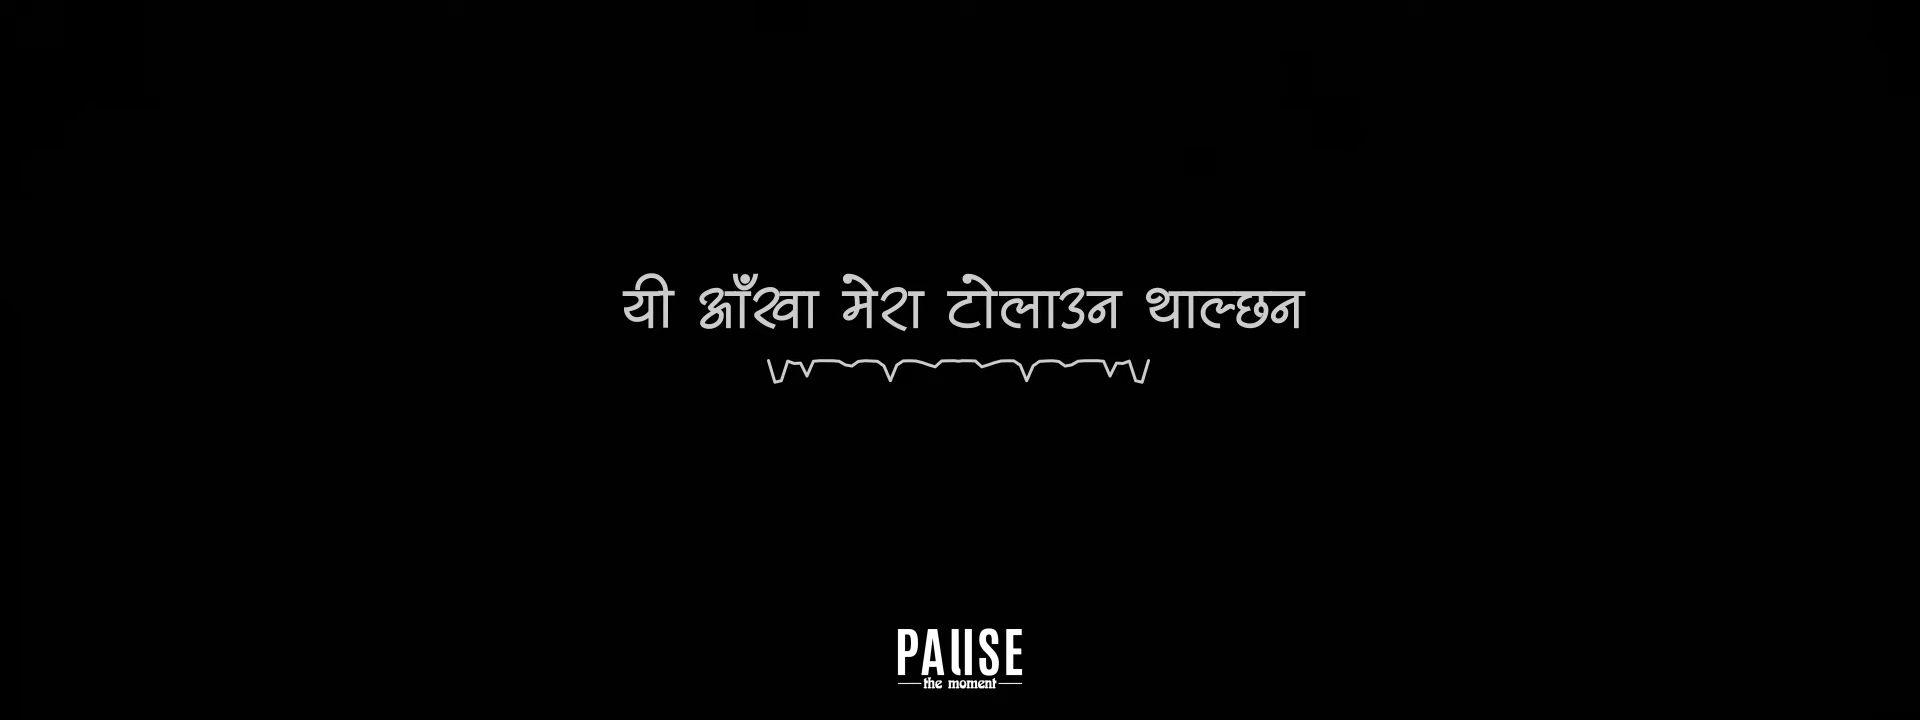 यी आँखा मेरा टोलाउन थाल्छन
PAUSE
the moment